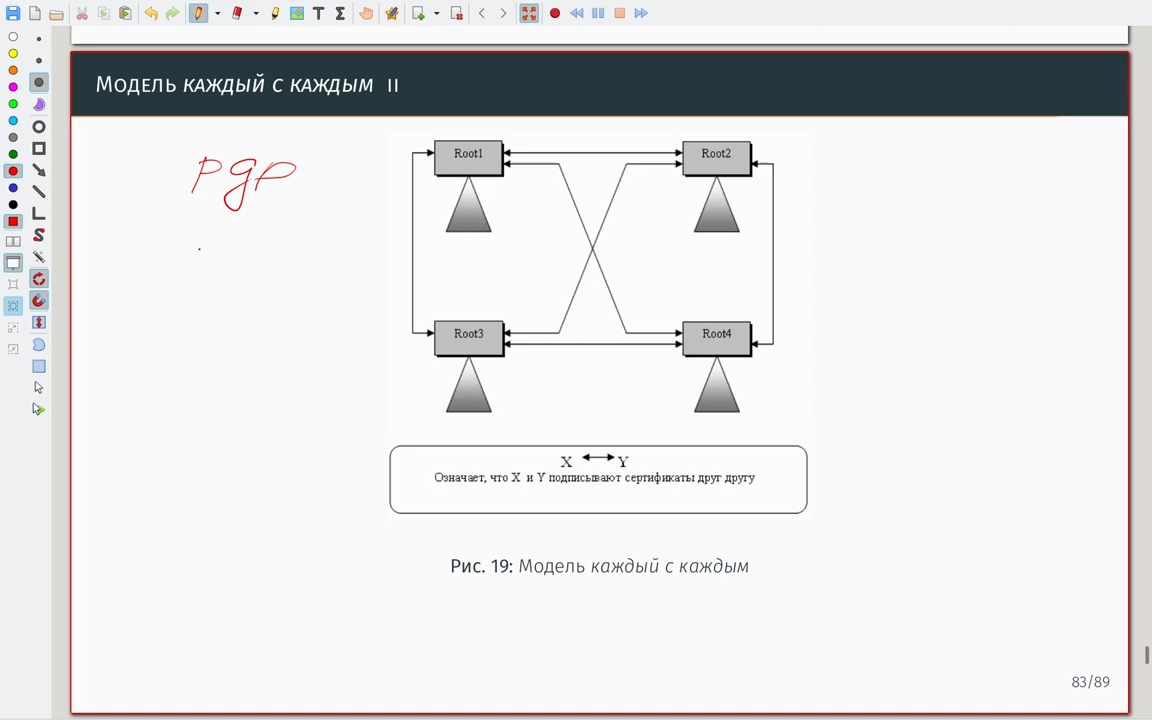 Модель каждый с каждым II
PgP
Root1
Root2
Root3
Root4
X ⟷ Y
Означает, что X и Y подписывают сертификаты друг другу
Рис. 19: Модель каждый с каждым
83/89